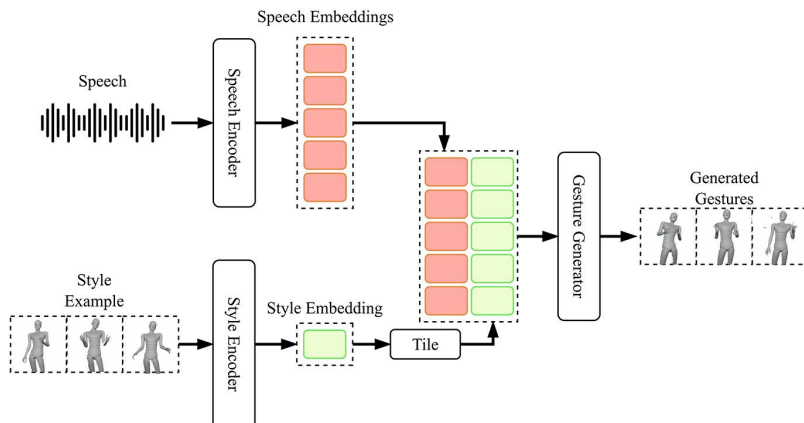 Speech Embeddings
Speech
Speech Encoder
Gesture Generator
Generated
Gestures
Style
Example
Style Encoder
Style Embedding
Tile